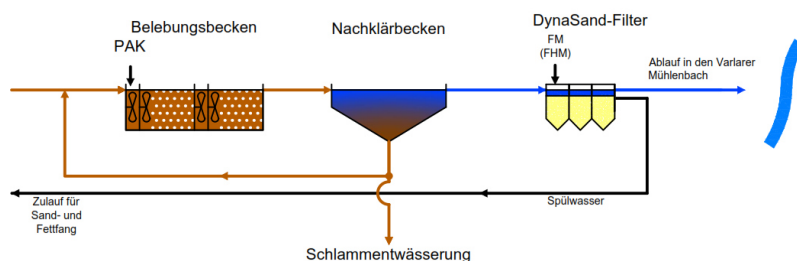 Belebungsbecken
PAK
Nachklärbecken
DynaSand-Filter
FM
(FHM)
Ablauf in den Varlarer
Mühlenbach
Zulauf für
Sand- und
Fettfang
Spülwasser
Schlammentwässerung